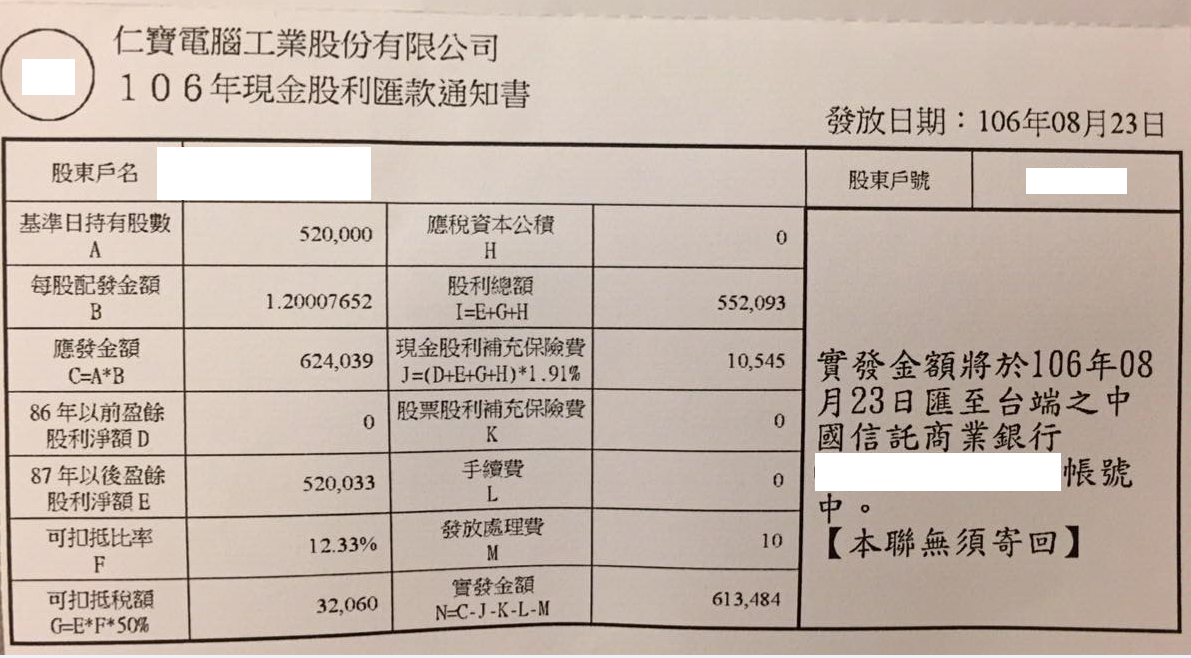 仁寶電腦工業股份有限公司
106年現金股利匯款通知書
發放日期：106年08月23日
股東戶名
股東戶號
基準日持有股數
A
520,000
應稅資本公積
H
0
每股配發金額
B
1.20007652
股利總額
I=E+G+H
552,093
應發金額
C=A*B
624,039
現金股利補充保險費
J=(D+E+G+H)*1.91%
10,545
86年以前盈餘
股利淨額D
0
股票股利補充保險費
K
0
87年以後盈餘
股利淨額E
520,033
手續費
L
0
可扣抵比率
F
12.33%
發放處理費
M
10
可扣抵稅額
G=E*F*50%
32,060
實發金額
N=C-J-K-L-M
613,484
實發金額將於106年08
月23日匯至台端之中
國信託商業銀行
帳號
中。
【本聯無須寄回】